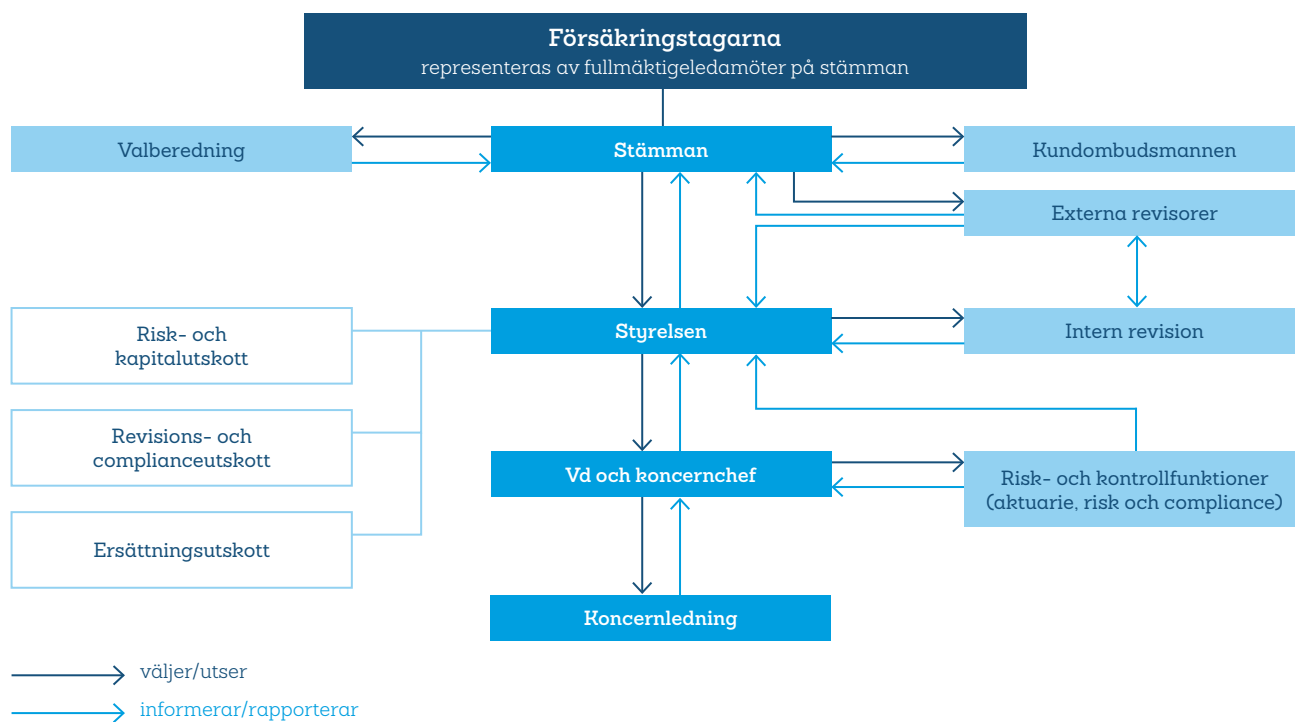 Försäkringstagarna
representeras av fullmäktigeledamöter på stämman
Valberedning
Stämman
Kundombudsmannen
Externa revisorer
Risk- och
kapitalutskott
Styrelsen
Intern revision
Revisions- och
complianceutskott
Vd och koncernchef
Risk- och kontrollfunktioner
(aktuarie, risk och compliance)
Ersättningsutskott
Koncernledning
väljer/utser
informerar/rapporterar